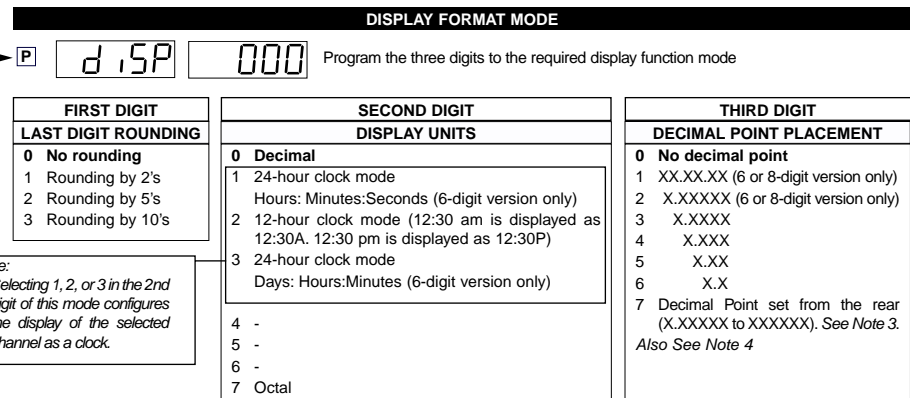 DISPLAY FORMAT MODE
P diSP 000 Program the three digits to the required display function mode
FIRST DIGIT
LAST DIGIT ROUNDING
0 No rounding
1 Rounding by 2's
2 Rounding by 5's
3 Rounding by 10's
electing 1, 2, or 3 in the 2nd
of this mode configures
display of the selected
as a clock.
SECOND DIGIT
DISPLAY UNITS
0 Decimal
1 24-hour clock mode
Hours: Minutes:Seconds (6-digit version only)
2 12-hour clock mode (12:30 am is displayed as
12:30A. 12:30 pm is displayed as 12:30P)
3 24-hour clock mode
Days: Hours:Minutes (6-digit version only)
4 -
5 -
6 -
7 Octal
THIRD DIGIT
DECIMAL POINT PLACEMENT
0 No decimal point
1 XX.XX.XX (6 or 8-digit version only)
2 X.XXXXX (6 or 8-digit version only)
3 X.XXXX
4 X.XXX
5 X.XX
6 X.X
7 Decimal Point set from the rear
(X.XXXXX to XXXXXX). See Note 3.
Also See Note 4